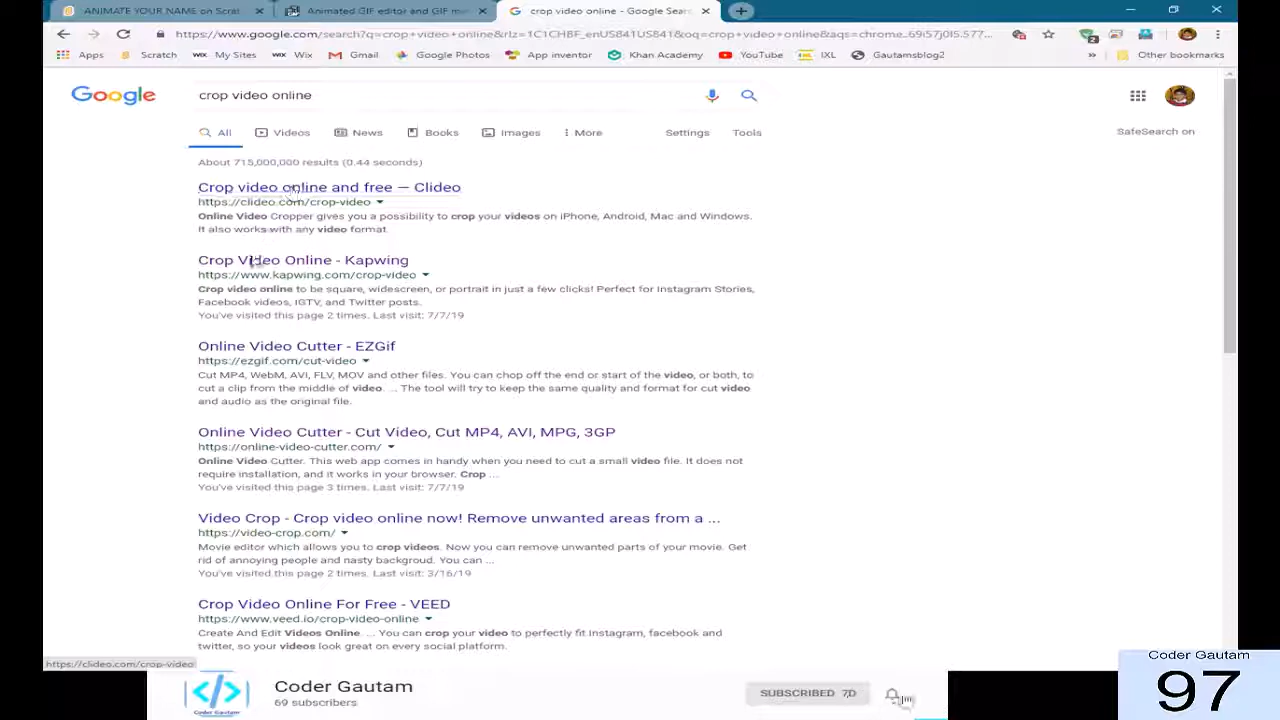 ANIMATE YOUR NAME on Scrat
Animated GIF editor and GIF m
crop video online - Google Sear
https://www.google.com/search?q=crop+video+online&rlz=1C1CHBF_enUS841US841&oq=crop+video+online&aqs=chrome..69i57j0l5.577...
Apps
Scratch
WiX My Sites
WiX Wix
Gmail
Google Photos
App inventor
Khan Academy
YouTube
IXL
Gautamsblog2
»
Other bookmarks
Google
crop video online
All
Videos
News
Books
Images
More
Settings
Tools
SafeSearch on
About 715,000,000 results (0.44 seconds)
Crop video online and free — Clideo
https://clideo.com/crop-video
Online Video Cropper gives you a possibility to crop your videos on iPhone, Android, Mac and Windows.
It also works with any video format.
Crop Video Online - Kapwing
https://www.kapwing.com/crop-video
Crop video online to be square, widescreen, or portrait in just a few clicks! Perfect for Instagram Stories,
Facebook videos, IGTV, and Twitter posts.
You've visited this page 2 times. Last visit: 7/7/19
Online Video Cutter - EZGif
https://ezgif.com/cut-video
Cut MP4, WebM, AVI, FLV, MOV and other files. You can chop off the end or start of the video, or both, to
cut a clip from the middle of video. ... The tool will try to keep the same quality and format for cut video
and audio as the original file.
Online Video Cutter - Cut Video, Cut MP4, AVI, MPG, 3GP
https://online-video-cutter.com/
Online Video Cutter. This web app comes in handy when you need to cut a small video file. It does not
require installation, and it works in your browser. Crop ...
You've visited this page 3 times. Last visit: 7/7/19
Video Crop - Crop video online now! Remove unwanted areas from a ...
https://video-crop.com/
Movie editor which allows you to crop videos. Now you can remove unwanted parts of your movie. Get
rid of annoying people and nasty backgroud. You can ...
You've visited this page 2 times. Last visit: 3/16/19
Crop Video Online For Free - VEED
https://www.veed.io/crop-video-online
Create And Edit Videos Online. ... You can crop your video to perfectly fit Instagram, facebook and
twitter, so your videos look great on every social platform.
https://clideo.com/crop-video
Coder Gautam
97
Coder Gautam
69 subscribers
SUBSCRIBED
Coder Gautam